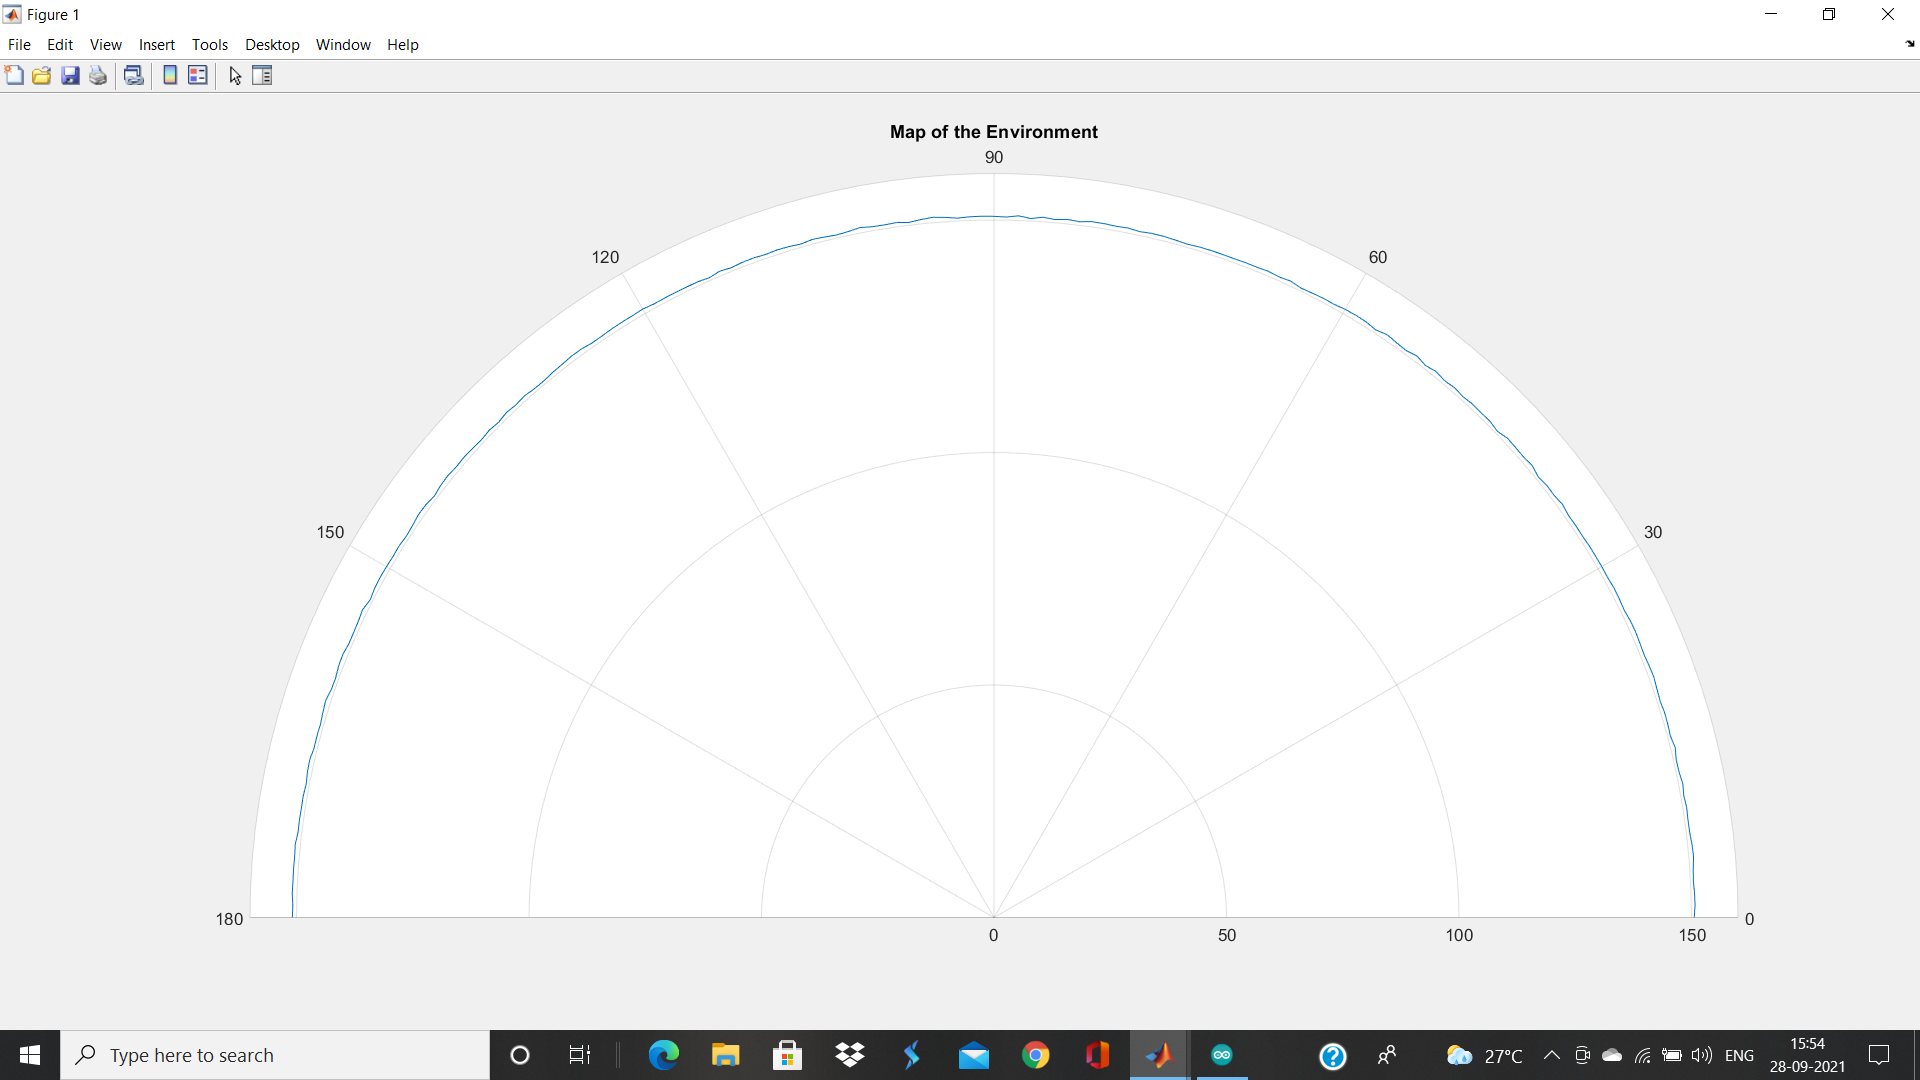 Figure 1
File Edit View Insert Tools Desktop Window Help
Map of the Environment
90
120
60
150
30
180
0
0 50 100 150
Type here to search
27°C
ENG
15:54
28-09-2021